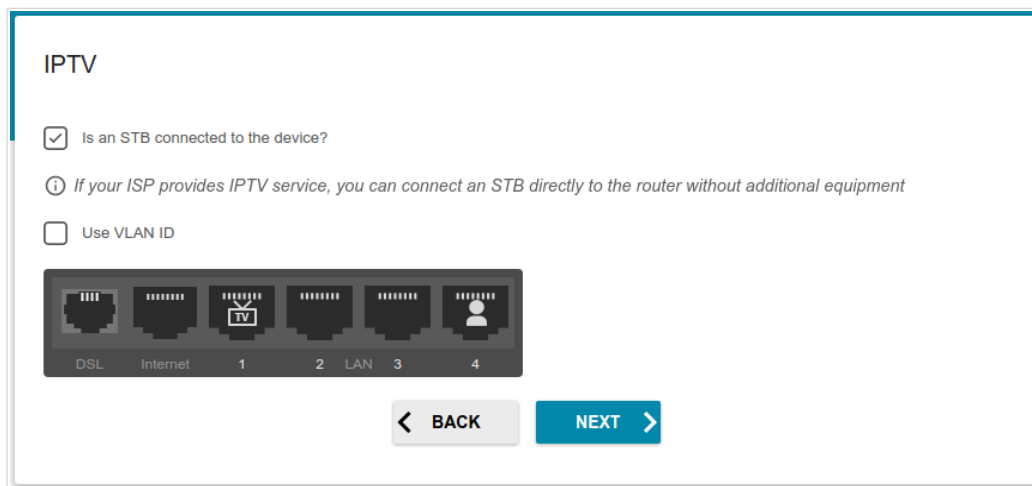 IPTV
Is an STB connected to the device?
If your ISP provides IPTV service, you can connect an STB directly to the router without additional equipment
Use VLAN ID
TV
DSL Internet 1 2 LAN 3 4
BACK NEXT